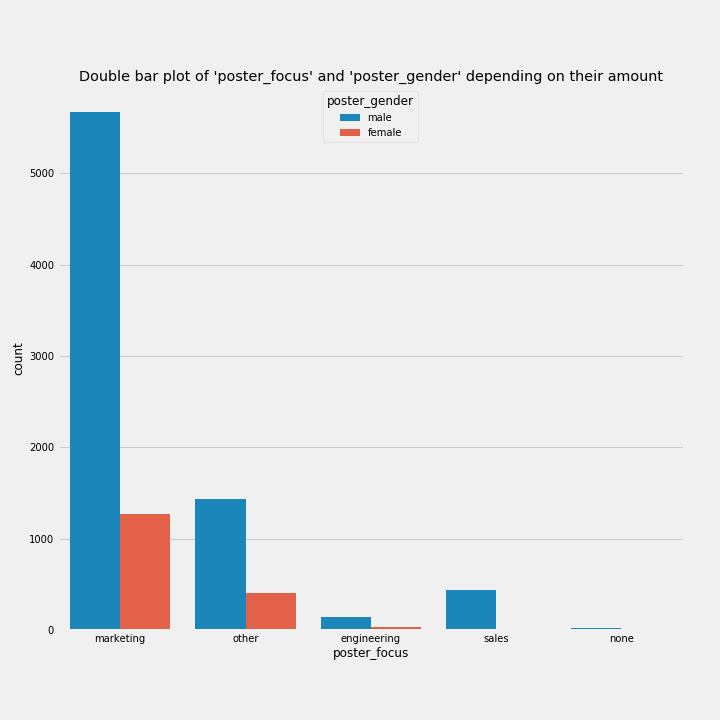 Double bar plot of 'poster_focus' and 'poster_gender' depending on their amount
poster_gender
male
female
5000
4000
3000
2000
1000
0
count
marketing other engineering sales none
poster_focus